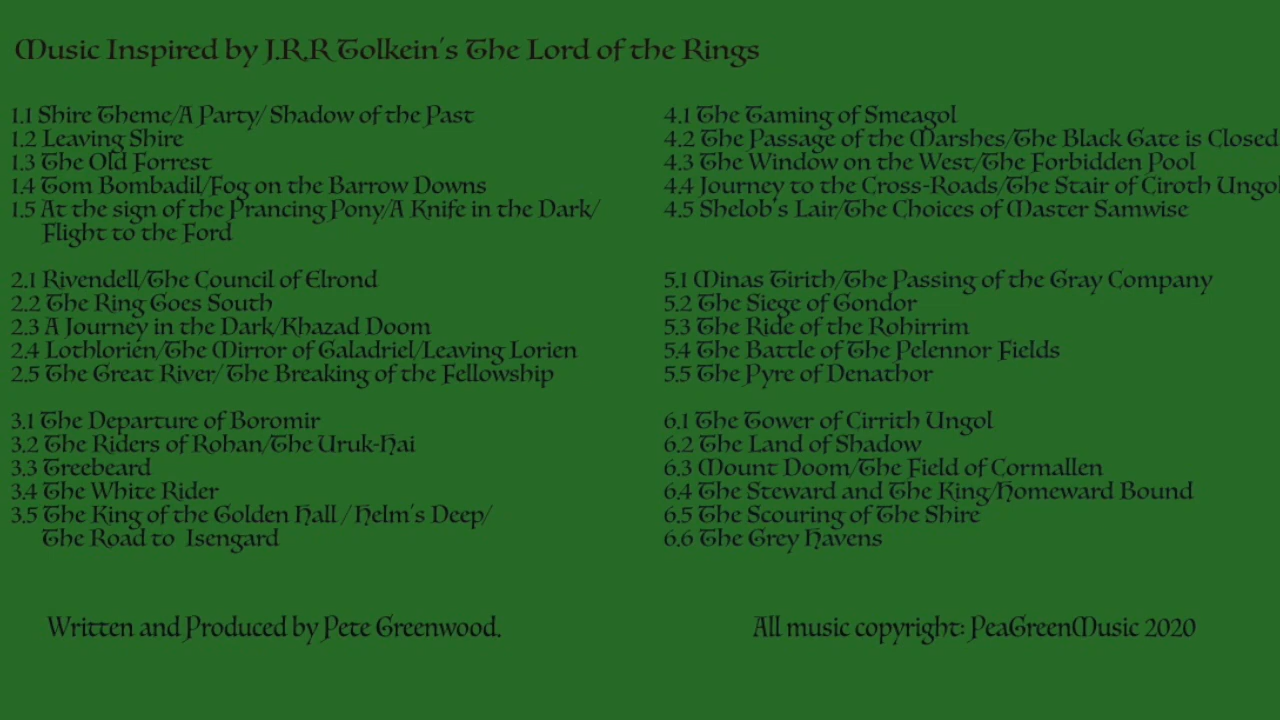 Music Inspired by J.R.R Tolkein's The Lord of the Rings
1.1 Shire Theme/A Party/ Shadow of the Past
1.2 Leaving Shire
1.3 The Old Forrest
1.4 Tom Bombadil/Fog on the Barrow Downs
1.5 At the sign of the Prancing Pony/A Knife in the Dark/
Flight to the Ford
2.1 Rivendell/The Council of Elrond
2.2 The Ring Goes South
2.3 A Journey in the Dark/Khazad Doom
2.4 Lothlorien/The Mirror of Galadriel/Leaving Lorien
2.5 The Great River/ The Breaking of the Fellowship
3.1 The Departure of Boromir
3.2 The Riders of Rohan/The Uruk-Hai
3.3 Treebeard
3.4 The White Rider
3.5 The King of the Golden Hall / Helm's Deep/
The Road to Isengard
4.1 The Taming of Smeagol
4.2 The Passage of the Marshes/The Black Gate is Closed
4.3 The Window on the West/The Forbidden Pool
4.4 Journey to the Cross-Roads/The Stair of Ciroth Ungol
4.5 Shelob's Lair/The Choices of Master Samwise
5.1 Minas Tirith/The Passing of the Gray Company
5.2 The Siege of Gondor
5.3 The Ride of the Rohirrim
5.4 The Battle of The Pelennor Fields
5.5 The Pyre of Denathor
6.1 The Tower of Cirrith Ungol
6.2 The Land of Shadow
6.3 Mount Doom/The Field of Cormallen
6.4 The Steward and The King/Homeward Bound
6.5 The Scouring of The Shire
6.6 The Grey Havens
Written and Produced by Pete Greenwood.
All music copyright: PeaGreenMusic 2020